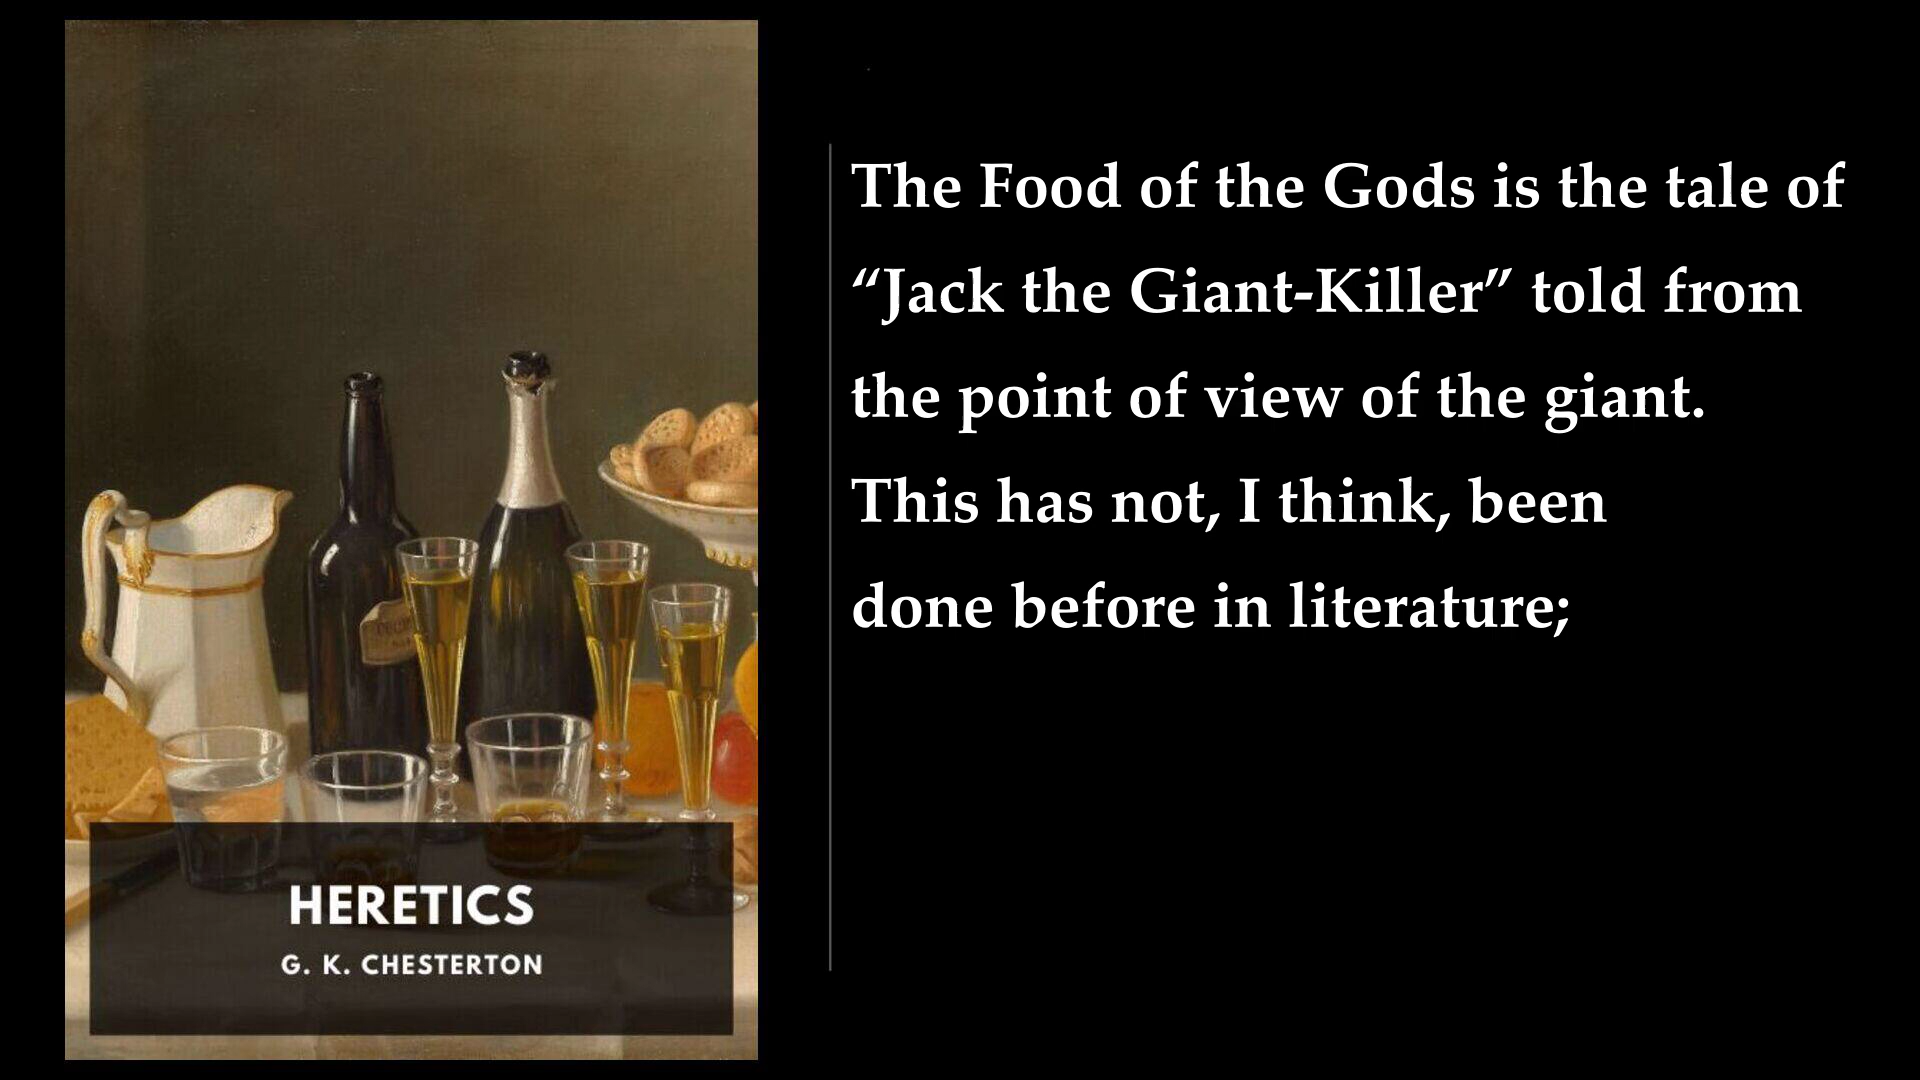 The Food of the Gods is the tale of
“Jack the Giant-Killer” told from
the point of view of the giant.
This has not, I think, been
done before in literature;
HERETICS
G. K. CHESTERTON